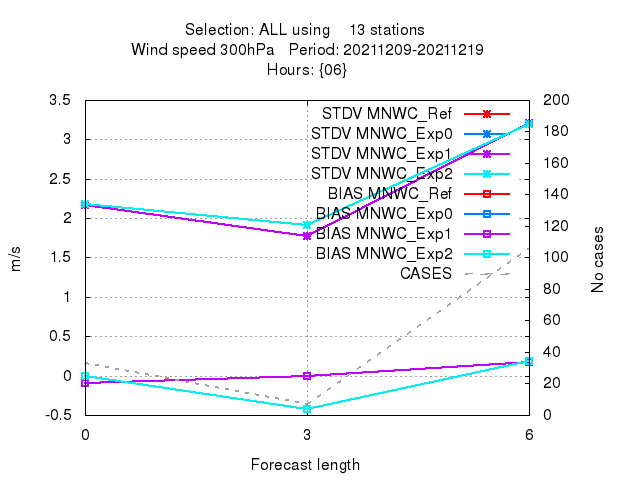 Selection: ALL using 13 stations
Wind speed 300hPa Period: 20211209-20211219
Hours: {06}
3.5
3
2.5
2
1.5
1
0.5
0
-0.5
m/s
STDV MNWC_Ref
STDV MNWC_Exp0
STDV MNWC_Exp1
STDV MNWC_Exp2
BIAS MNWC_Ref
BIAS MNWC_Exp0
BIAS MNWC_Exp1
BIAS MNWC_Exp2
CASES
200
180
160
140
120
100
80
60
40
20
0
No cases
0
3
6
Forecast length